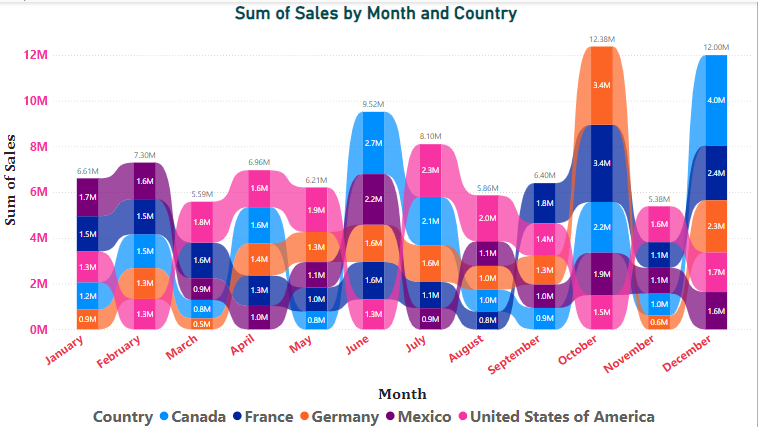 Sum of Sales by Month and Country
12.38M 12.00M
12M
3.4M
10M
9.52M
4.0M
8.10M
8M
2.7M
7.30M
6.96M
2.3M
3.4M
6.61M
6.21M
6.40M
1.7M 1.6M 1.6M
5.59M
2.2M
5.86M
1.8M
5.38M
2.4M
6M
1.8M 1.9M
2.1M
2.0M
1.5M 1.5M 1.6M
2.2M
1.6M
1.4M
2.3M
4M
1.3M 1.5M 1.6M 1.4M 1.3M 1.6M 1.6M 1.1M 1.3M 1.1M
1.9M
1.7M
2M
1.2M 1.3M 0.9M 1.3M 1.1M 1.6M 1.1M 1.0M 1.0M 1.1M
0.8M 1.0M 1.0M
1.5M
1.6M
0.9M 1.3M 0.5M 1.0M 0.8M 1.3M 0.9M 0.8M 0.9M 0.6M
0M
Sum of Sales
January February March April May June July August September October November December
Month
Country Canada France Germany Mexico United States of America